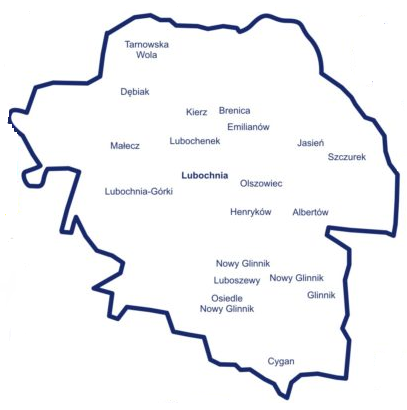 Tarnowska
Wola
Dębiak
Kierz
Brenica
Emilianów
Małecz
Lubochenek
Jasień
Szczurek
Lubochnia
Olszowiec
Lubochnia-Górki
Henryków
Albertów
Nowy Glinnik
Luboszewy
Nowy Glinnik
Osiedle
Nowy Glinnik
Glinnik
Cygan